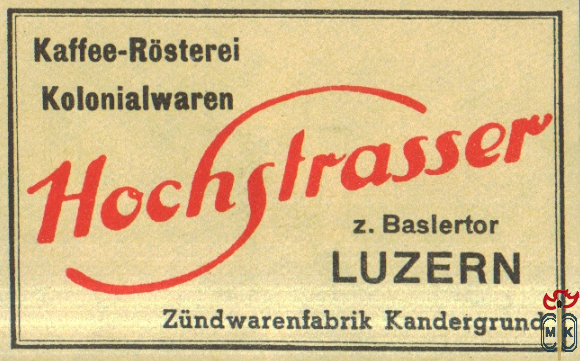 Kaffee-Rösterei
Kolonialwaren
Hochstrasser
z. Baslertor
LUZERN
Zündwarenfabrik Kandergrund
MK